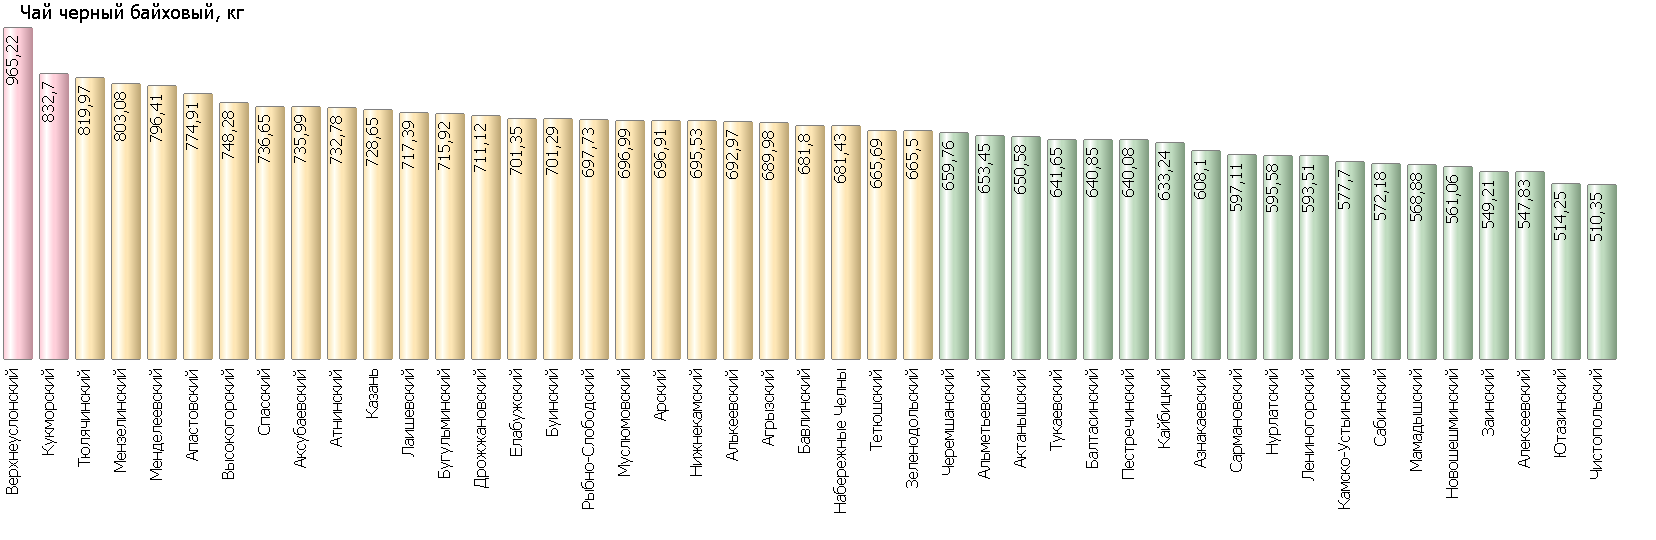 Чай черный байховый, кг
965,22
832,7
819,97
803,08
796,41
774,91
748,28
736,65
735,99
732,78
728,65
717,39
715,92
711,12
701,35
701,29
697,73
696,99
696,91
695,53
692,97
689,98
681,8
681,43
665,69
665,5
659,76
653,45
650,58
641,65
640,85
640,08
633,24
608,1
597,11
595,58
593,51
577,7
572,18
568,88
561,06
549,21
547,83
514,25
510,35
Верхнеуслонский
Кукморский
Тюлячинский
Мензелинский
Менделеевский
Апастовский
Высокогорский
Спасский
Аксубаевский
Атнинский
Казань
Лаишевский
Бугульминский
Дрожжановский
Елабужский
Буинский
Рыбно-Слободский
Муслюмовский
Арский
Нижнекамский
Алькеевский
Агрызский
Бавлинский
Набережные Челны
Тетюшский
Зеленодольский
Черемшанский
Альметьевский
Актанышский
Тукаевский
Балтасинский
Пестречинский
Кайбицкий
Азнакаевский
Сармановский
Нурлатский
Лениногорский
Камско-Устьинский
Сабинский
Мамадышский
Новошешминский
Заинский
Алексеевский
Ютазинский
Чистопольский